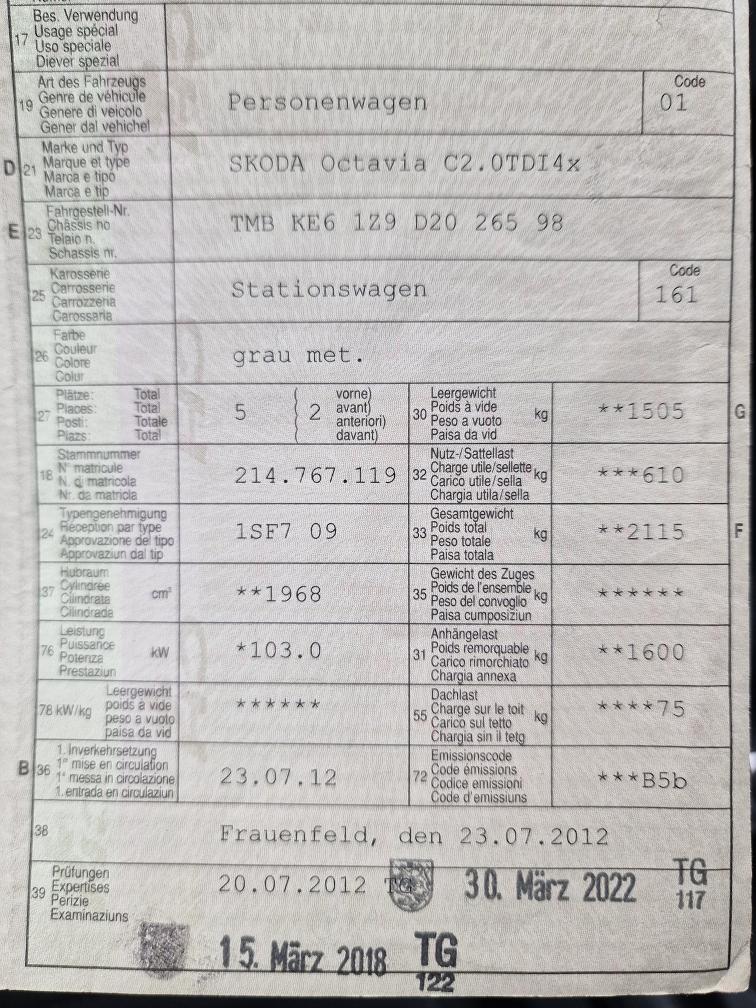 17 Bes. Verwendung
Usage spécial
Uso speciale
Diever spezial
19 Art des Fahrzeugs
Genre de véhicule
Genere di veicolo
Gener dal vehichel
Personenwagen
Code
01
D 21 Marke und Typ
Marque et type
Marca e tipo
Marca e tip
SKODA Octavia C2.0TDI4x
E 23 Fahrgestell-Nr.
Châssis no
Telaio n.
Schassis nr.
TMB KE6 1Z9 D20 265 98
25 Karosserie
Carrosserie
Carrozzeria
Carossaria
Stationswagen
Code
161
26 Farbe
Couleur
Colore
Colur
grau met.
27 Plätze: Total
Places: Total
Posti: Totale
Plazs: Total
5 ( 2 vorne)
avant)
anteriori)
davant)
30 Leergewicht
Poids à vide
Peso a vuoto
Paisa da vid
kg **1505 G
18 Stammnummer
N° matricule
N. di matricola
Nr. da matricla
214.767.119
32 Nutz-/Sattellast
Charge utile/sellette
Carico utile/sella
Chargia utila/sella
kg ***610
24 Typengenehmigung
Réception par type
Approvazione del tipo
Approvaziun dal tip
1SF7 09
33 Gesamtgewicht
Poids total
Peso totale
Paisa totala
kg **2115 F
37 Hubraum
Cylindrée
Cilindrata
Cilindrada
cm³ **1968
35 Gewicht des Zuges
Poids de l'ensemble
Peso del convoglio
Paisa cumposiziun
kg ******
76 Leistung
Puissance
Potenza
Prestaziun
kW *103.0
31 Anhängelast
Poids remorquable
Carico rimorchiato
Chargia annexa
kg **1600
78 kW/kg Leergewicht
poids à vide
peso a vuoto
paisa da vid
******
55 Dachlast
Charge sur le toit
Carico sul tetto
Chargia sin il tetg
kg ****75
B 36 1. Inverkehrsetzung
1re mise en circulation
1a messa in circolazione
1. entrada en circulaziun
23.07.12
72 Emissionscode
Code émissions
Codice emissioni
Code d'emissiuns
***B5b
38 Frauenfeld, den 23.07.2012
39 Prüfungen
Expertises
Perizie
Examinaziuns
20.07.2012 TG
30. März 2022 TG
117
15. März 2018 TG
122